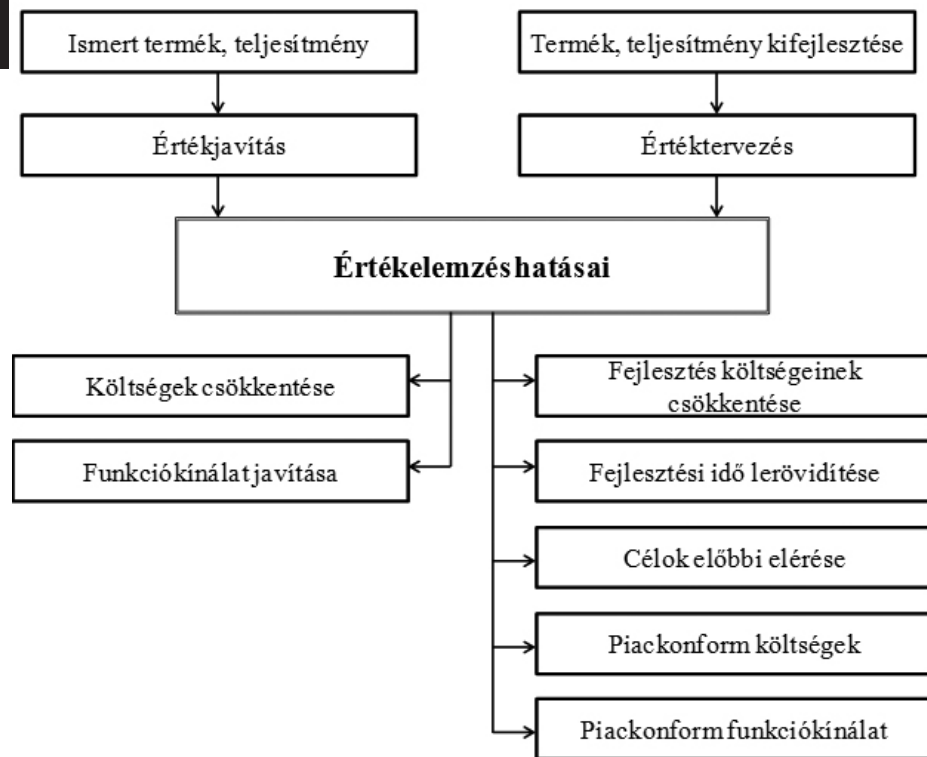 Ismert termék, teljesítmény
Termék, teljesítmény kifejlesztése
Értékjavítás
Értéktervezés
Értékelemzés hatásai
Költségek csökkentése
Funkciókínálat javítása
Fejlesztés költségeinek
csökkentése
Fejlesztési idő lerövidítése
Célok előbbi elérése
Piackonform költségek
Piackonform funkciókínálat